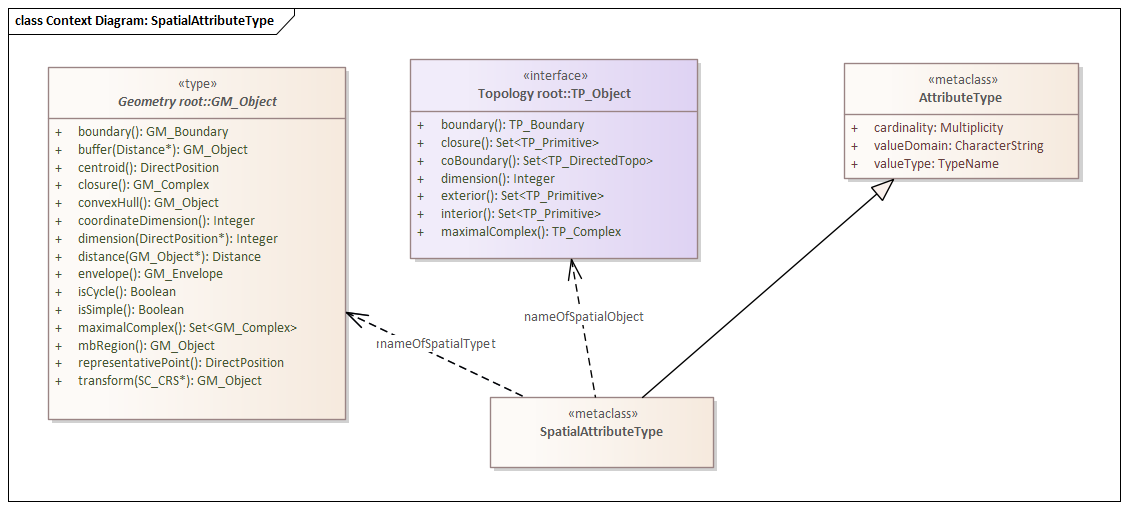 class Context Diagram: SpatialAttributeType
«type»
Geometry root::GM_Object
+ boundary(): GM_Boundary
+ buffer(Distance*): GM_Object
+ centroid(): DirectPosition
+ closure(): GM_Complex
+ convexHull(): GM_Object
+ coordinateDimension(): Integer
+ dimension(DirectPosition*): Integer
+ distance(GM_Object*): Distance
+ envelope(): GM_Envelope
+ isCycle(): Boolean
+ isSimple(): Boolean
+ maximalComplex(): Set<GM_Complex>
+ mbRegion(): GM_Object
+ representativePoint(): DirectPosition
+ transform(SC_CRS*): GM_Object
«interface»
Topology root::TP_Object
+ boundary(): TP_Boundary
+ closure(): Set<TP_Primitive>
+ coBoundary(): Set<TP_DirectedTopo>
+ dimension(): Integer
+ exterior(): Set<TP_Primitive>
+ interior(): Set<TP_Primitive>
+ maximalComplex(): TP_Complex
«metaclass»
AttributeType
+ cardinality: Multiplicity
+ valueDomain: CharacterString
+ valueType: TypeName
nameOfSpatialObject
nameOfSpatialType
«metaclass»
SpatialAttributeType